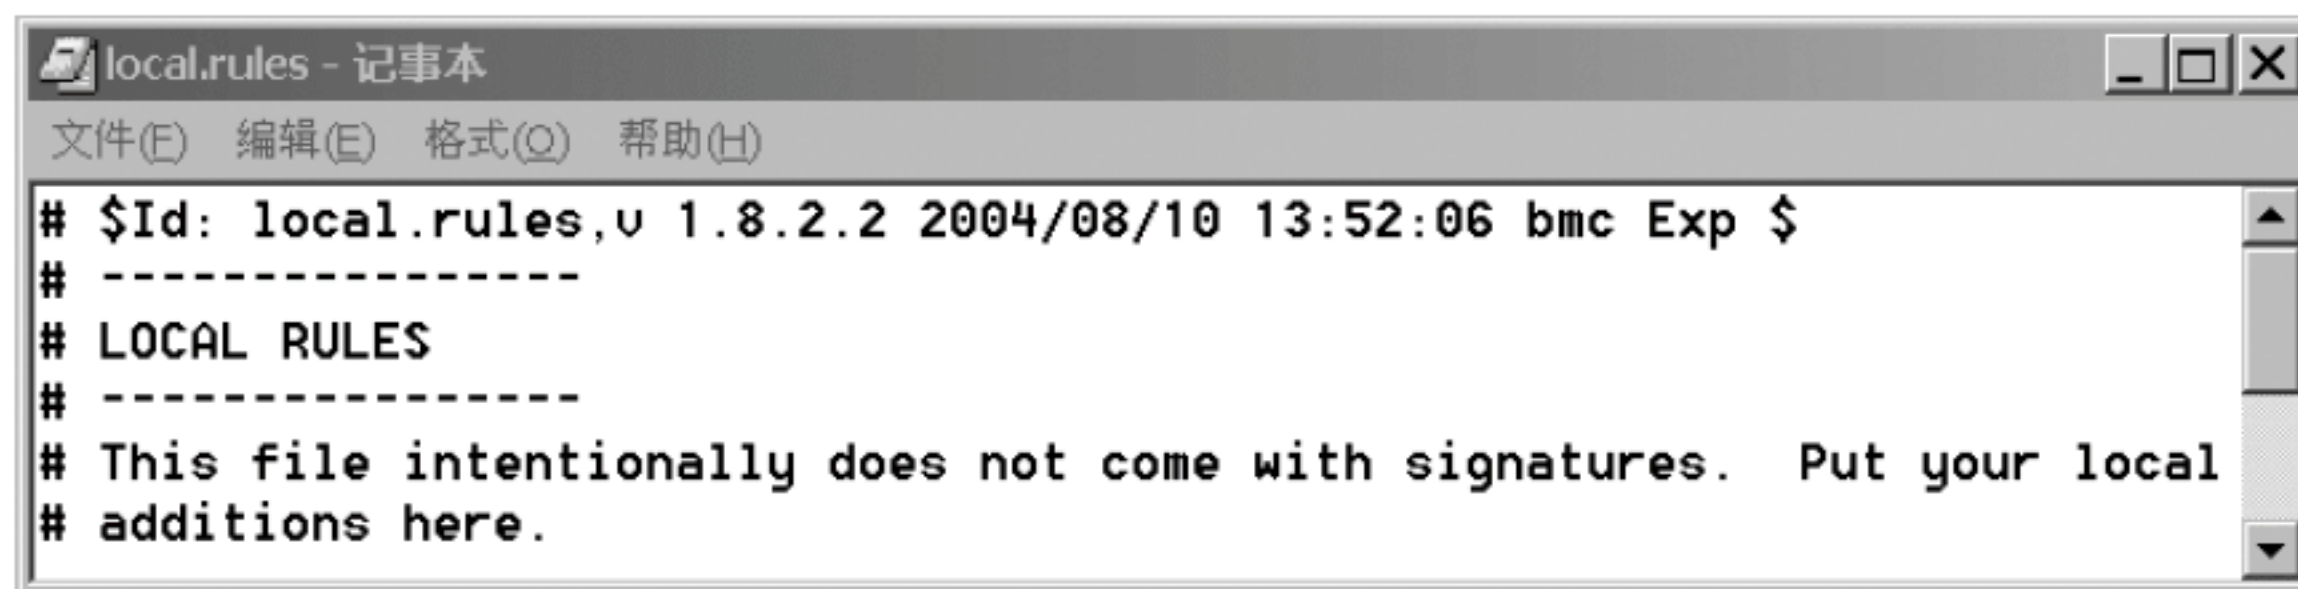 local.rules - 记事本
文件(F) 编辑(E) 格式(O) 帮助(H)
# $Id: local.rules,v 1.8.2.2 2004/08/10 13:52:06 bmc Exp $
# ----------------
# LOCAL RULES
# ----------------
# This file intentionally does not come with signatures.  Put your local
# additions here.